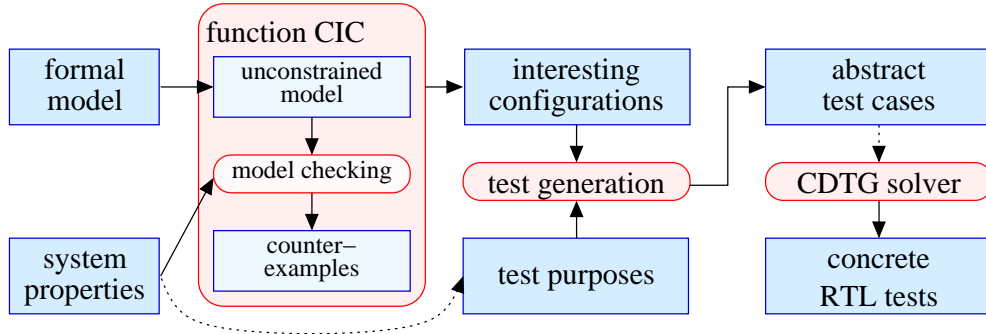 function CIC
formal
model
unconstrained
model
interesting
configurations
abstract
test cases
model checking
test generation
CDTG solver
system
properties
counter–
examples
test purposes
concrete
RTL tests